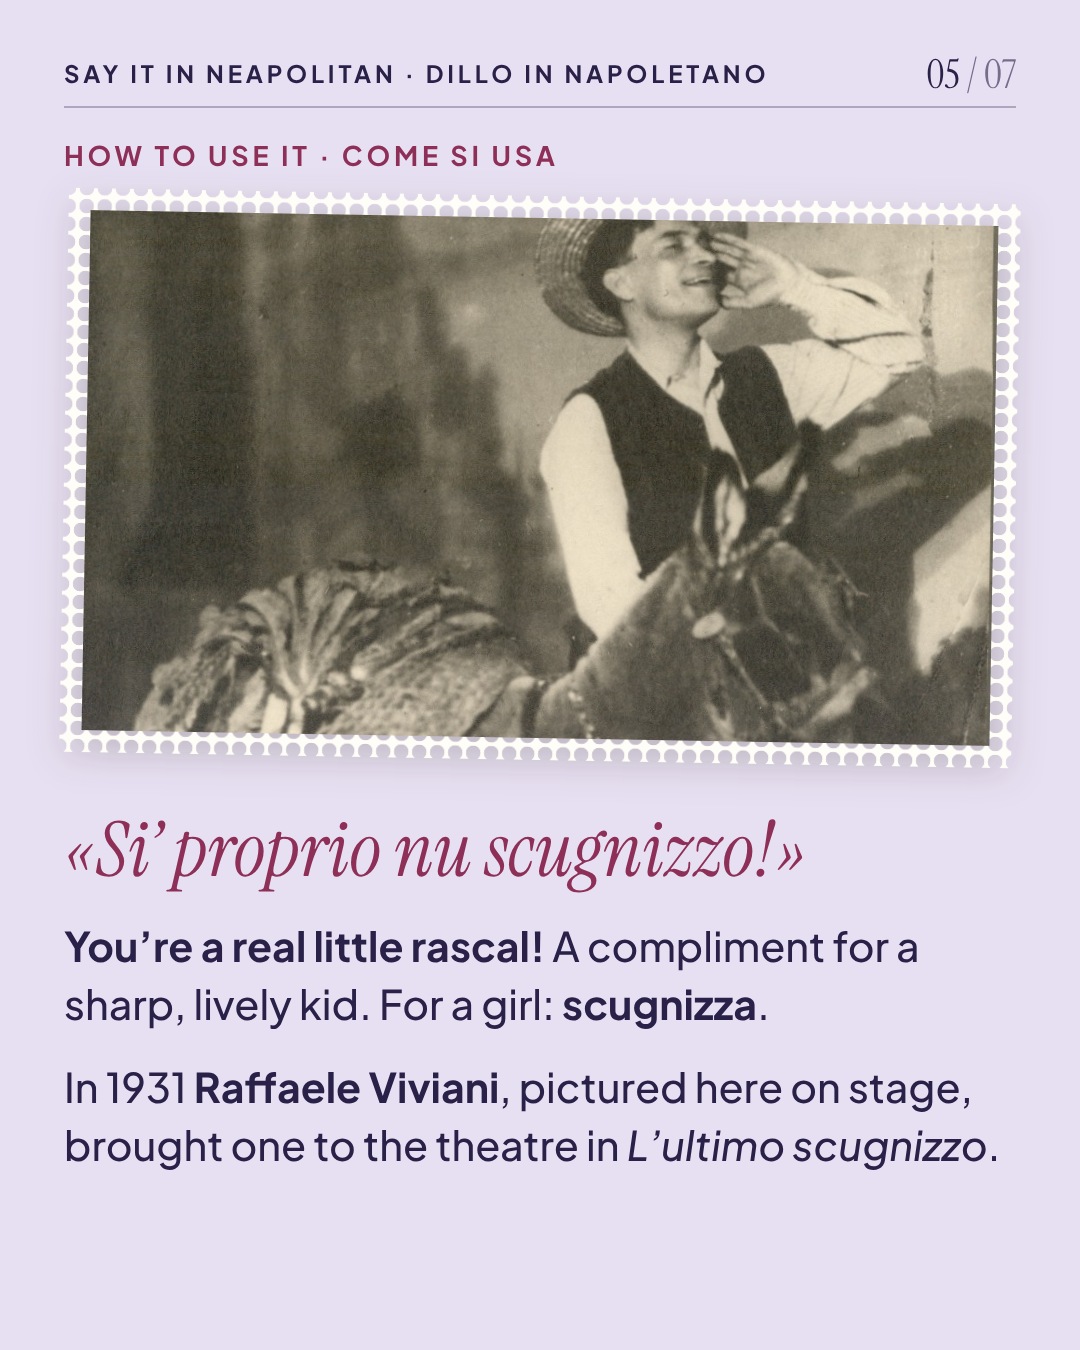 SAY IT IN NEAPOLITAN · DILLO IN NAPOLETANO
05 / 07
HOW TO USE IT · COME SI USA
«Si’ proprio nu scugnizzo!»
You’re a real little rascal! A compliment for a
sharp, lively kid. For a girl: scugnizza.
In 1931 Raffaele Viviani, pictured here on stage,
brought one to the theatre in L’ultimo scugnizzo.